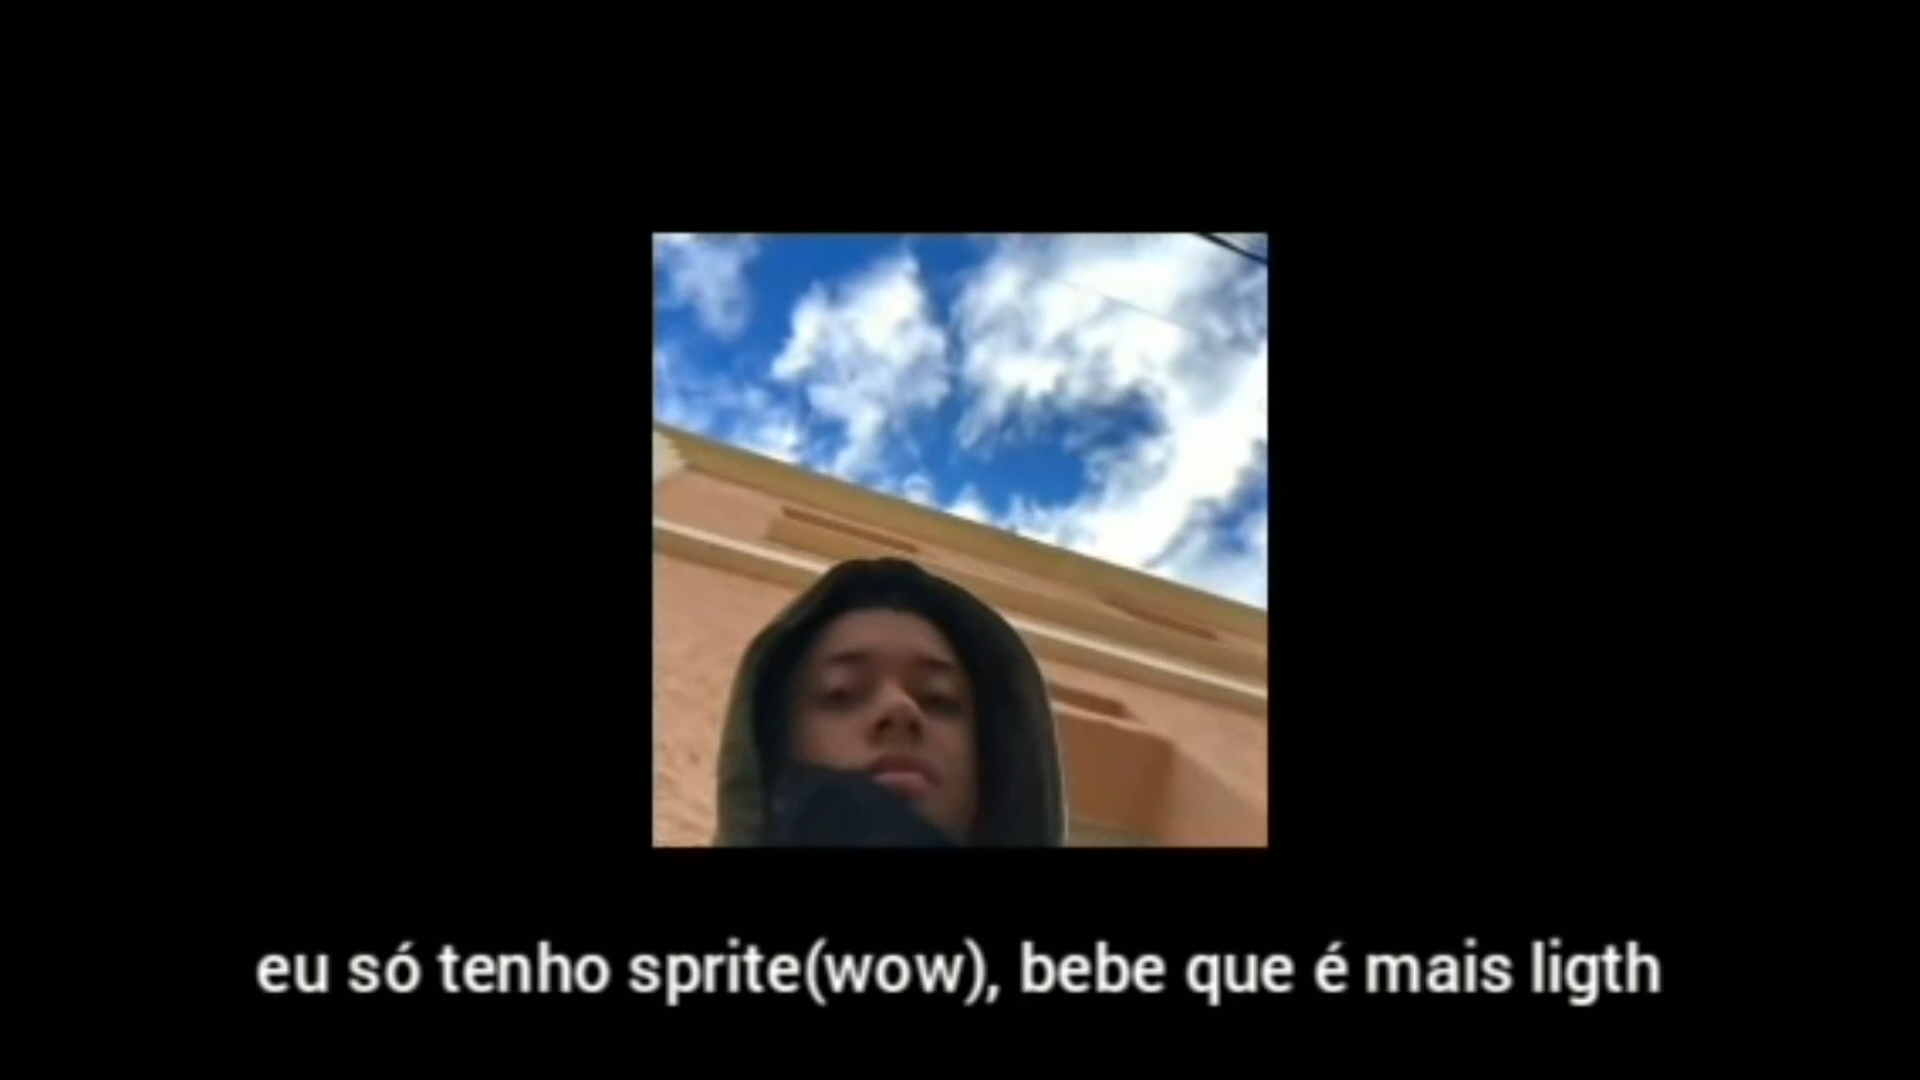 eu só tenho sprite(wow), bebe que é mais ligth